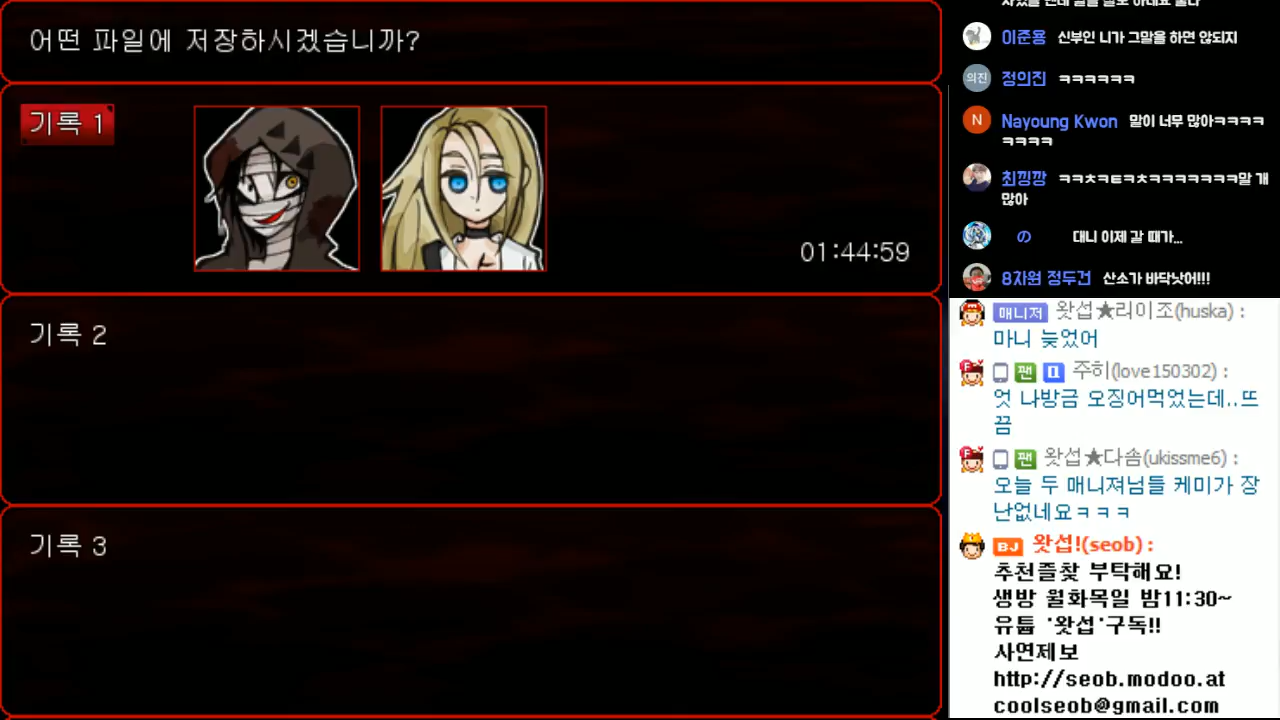 어떤 파일에 저장하시겠습니까?
기록 1
01:44:59
기록 2
기록 3
이준용 신부인 니가 그말을 하면 않되지
의진 정의진 ㅋㅋㅋㅋㅋㅋ
N Nayoung Kwon 말이 너무 많아ㅋㅋㅋㅋ
ㅋㅋㅋㅋ
최낑깡 ㅋㅋㅊㅋㅌㅋㅊㅋㅋㅋㅋㅋㅋㅋ말 개
많아
の 대니 이제 갈 때가...
8차원 정두건 산소가 바닥낫어!!!
매니저 왓섭★리이조(huska) :
마니 늦었어
팬 주히(love150302) :
엇 나방금 오징어먹었는데..뜨
끔
팬 왓섭★다솜(ukissme6) :
오늘 두 매니져님들 케미가 장
난없네요ㅋㅋㅋ
BJ 왓섭!(seob) :
추천즐찾 부탁해요!
생방 월화목일 밤11:30~
유튭 '왓섭'구독!!
사연제보
http://seob.modoo.at
coolseob@gmail.com